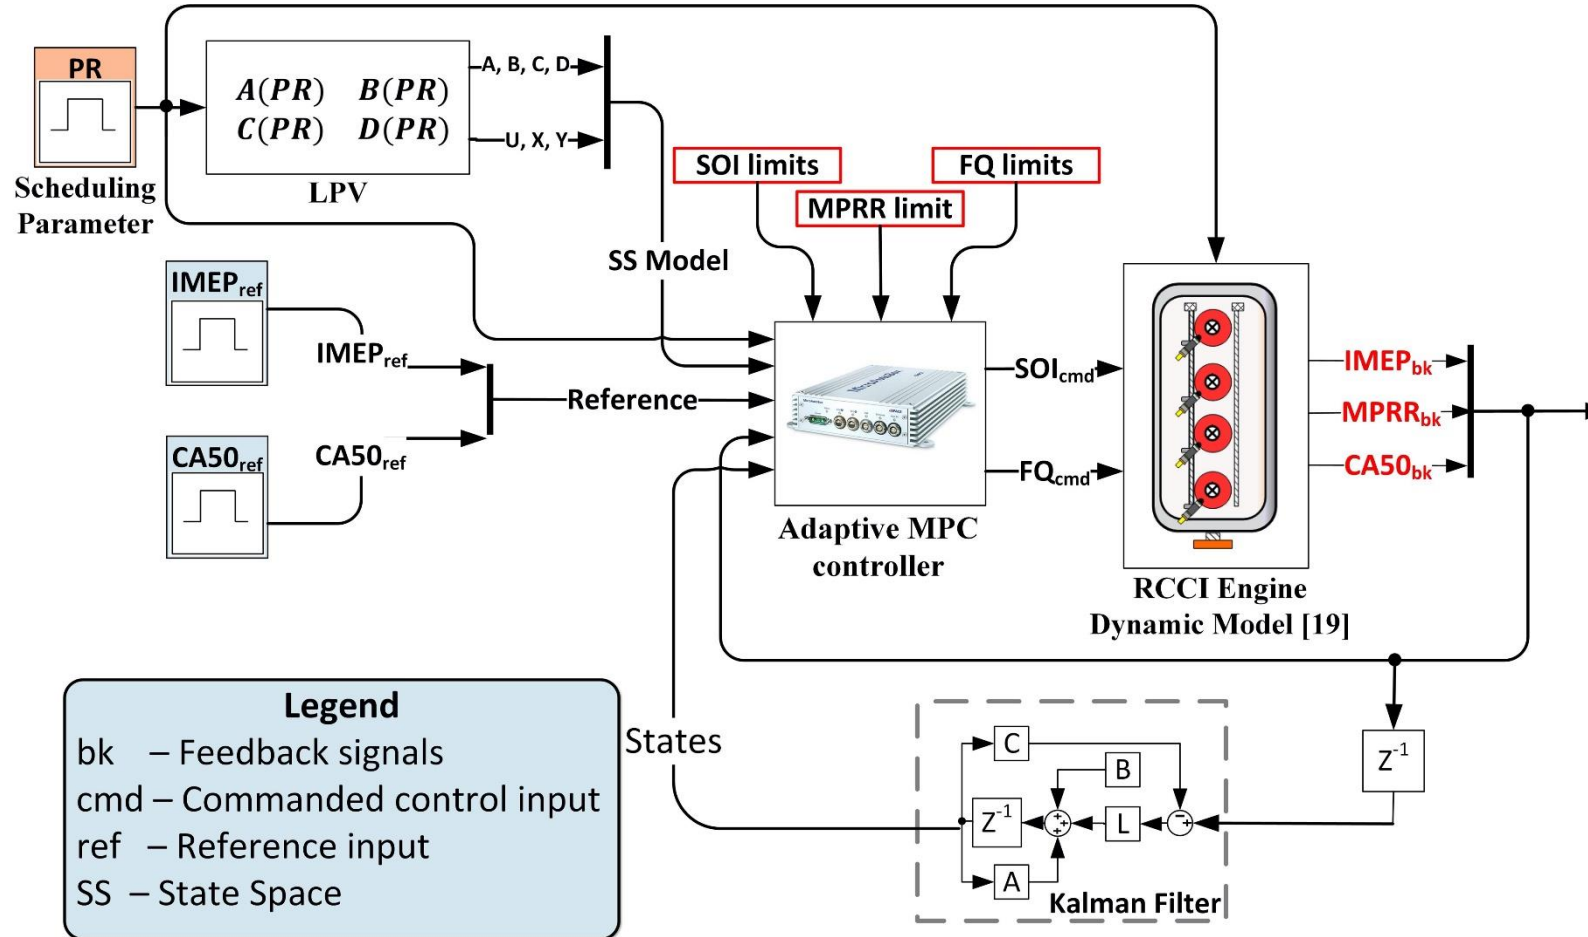 PR
Scheduling
Parameter
A(PR) B(PR)
C(PR) D(PR)
LPV
A, B, C, D
U, X, Y
SS Model
SOI limits
MPRR limit
FQ limits
IMEPref
IMEPref
CA50ref
CA50ref
Reference
Adaptive MPC
controller
SOIcmd
FQcmd
RCCI Engine
Dynamic Model [19]
IMEPbk
MPRRbk
CA50bk
Z-1
States
C
B
Z-1
+
+
+
L
−
+
A
Kalman Filter
Legend
bk – Feedback signals
cmd – Commanded control input
ref – Reference input
SS – State Space